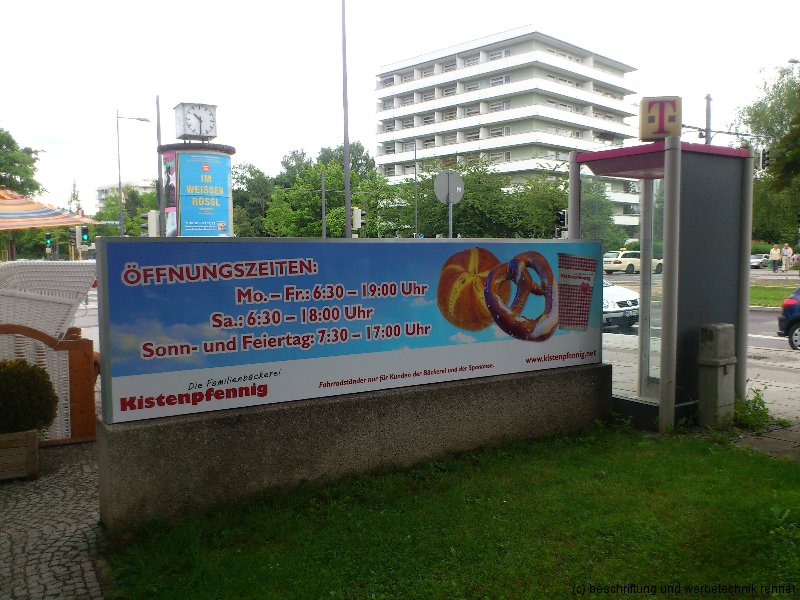 IM
WEISSEN
RÖSSL
T
ÖFFNUNGSZEITEN:
Mo. – Fr.: 6:30 – 19:00 Uhr
Sa.: 6:30 – 18:00 Uhr
Sonn- und Feiertag: 7:30 – 17:00 Uhr
Kistenpfennig
www.kistenpfennig.net
Die Familienbäckerei
Kistenpfennig
Fahrradständer nur für Kunden der Bäckerei und der Sparkasse.
(c) beschriftung und werbetechnik renner